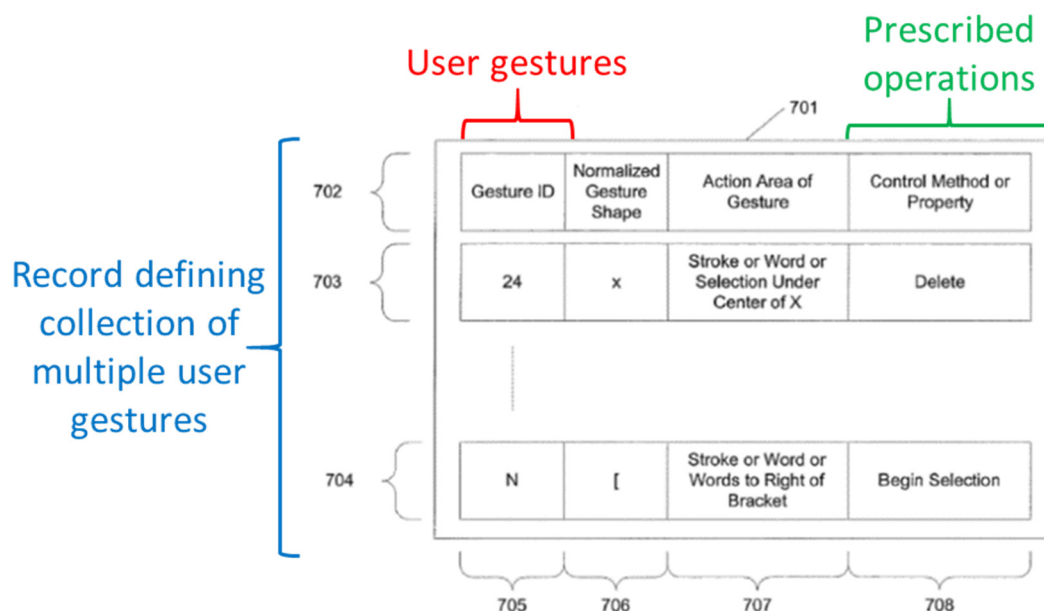 User gestures
Prescribed
operations
701
702
Gesture ID
Normalized
Gesture
Shape
Action Area of
Gesture
Control Method or
Property
Record defining
collection of
multiple user
gestures
703
24
x
Stroke or Word or
Selection Under
Center of X
Delete
704
N
[
Stroke or Word or
Words to Right of
Bracket
Begin Selection
705
706
707
708